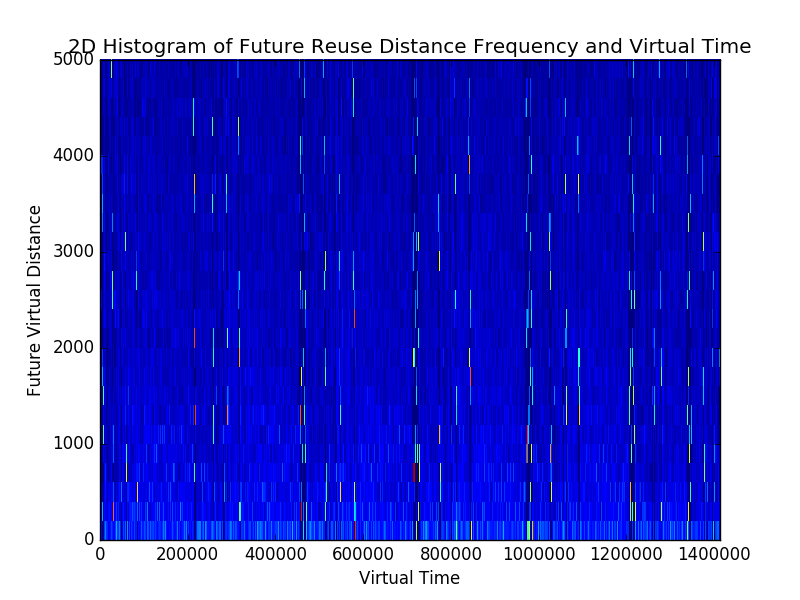 2D Histogram of Future Reuse Distance Frequency and Virtual Time
5000
4000
3000
2000
1000
0
Future Virtual Distance
0 200000 400000 600000 800000 1000000 1200000 1400000
Virtual Time